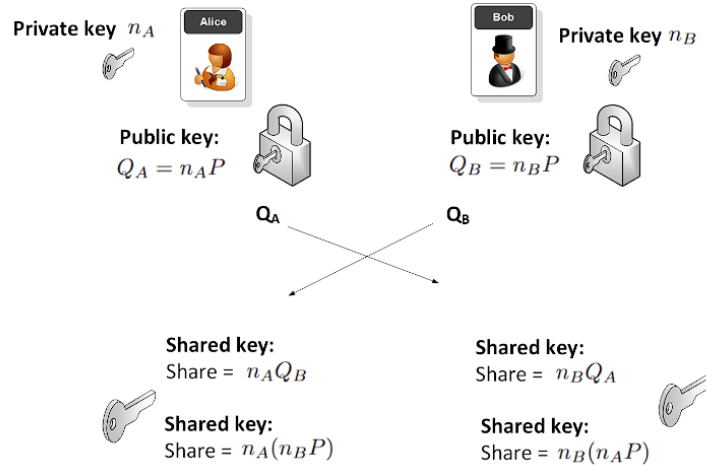 Alice
Bob
Private key n_A
Private key n_B
Public key:
Q_A = n_A P
Public key:
Q_B = n_B P
Q_A
Q_B
Shared key:
Share = n_A Q_B
Shared key:
Share = n_A(n_B P)
Shared key:
Share = n_B Q_A
Shared key:
Share = n_B(n_A P)